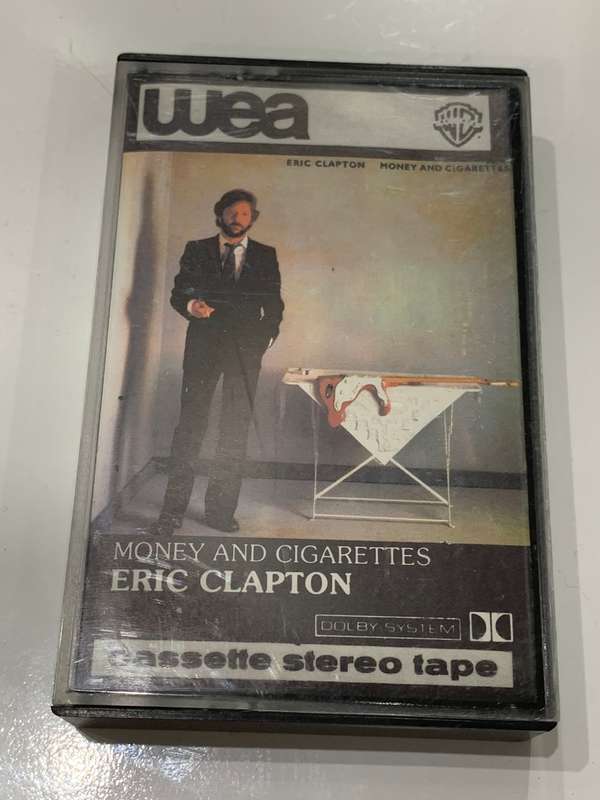 wea
ERIC CLAPTON MONEY AND CIGARETTES
MONEY AND CIGARETTES
ERIC CLAPTON
DOLBY SYSTEM
cassette stereo tape